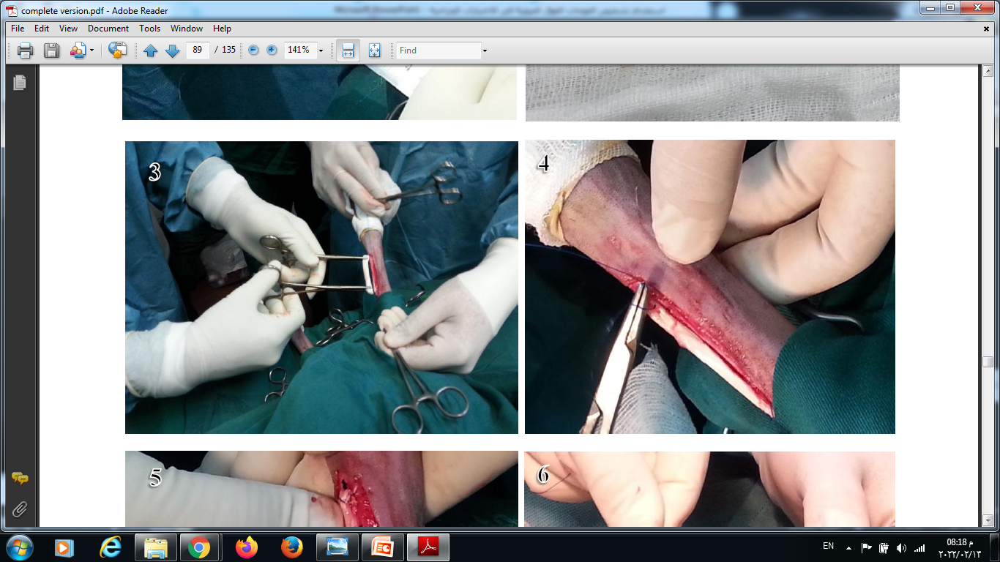 complete version.pdf - Adobe Reader
File Edit View Document Tools Window Help
89 / 135 141% Find
3
4
5
6
EN
08:18 م
٢٠٢٢/٠٢/١٣